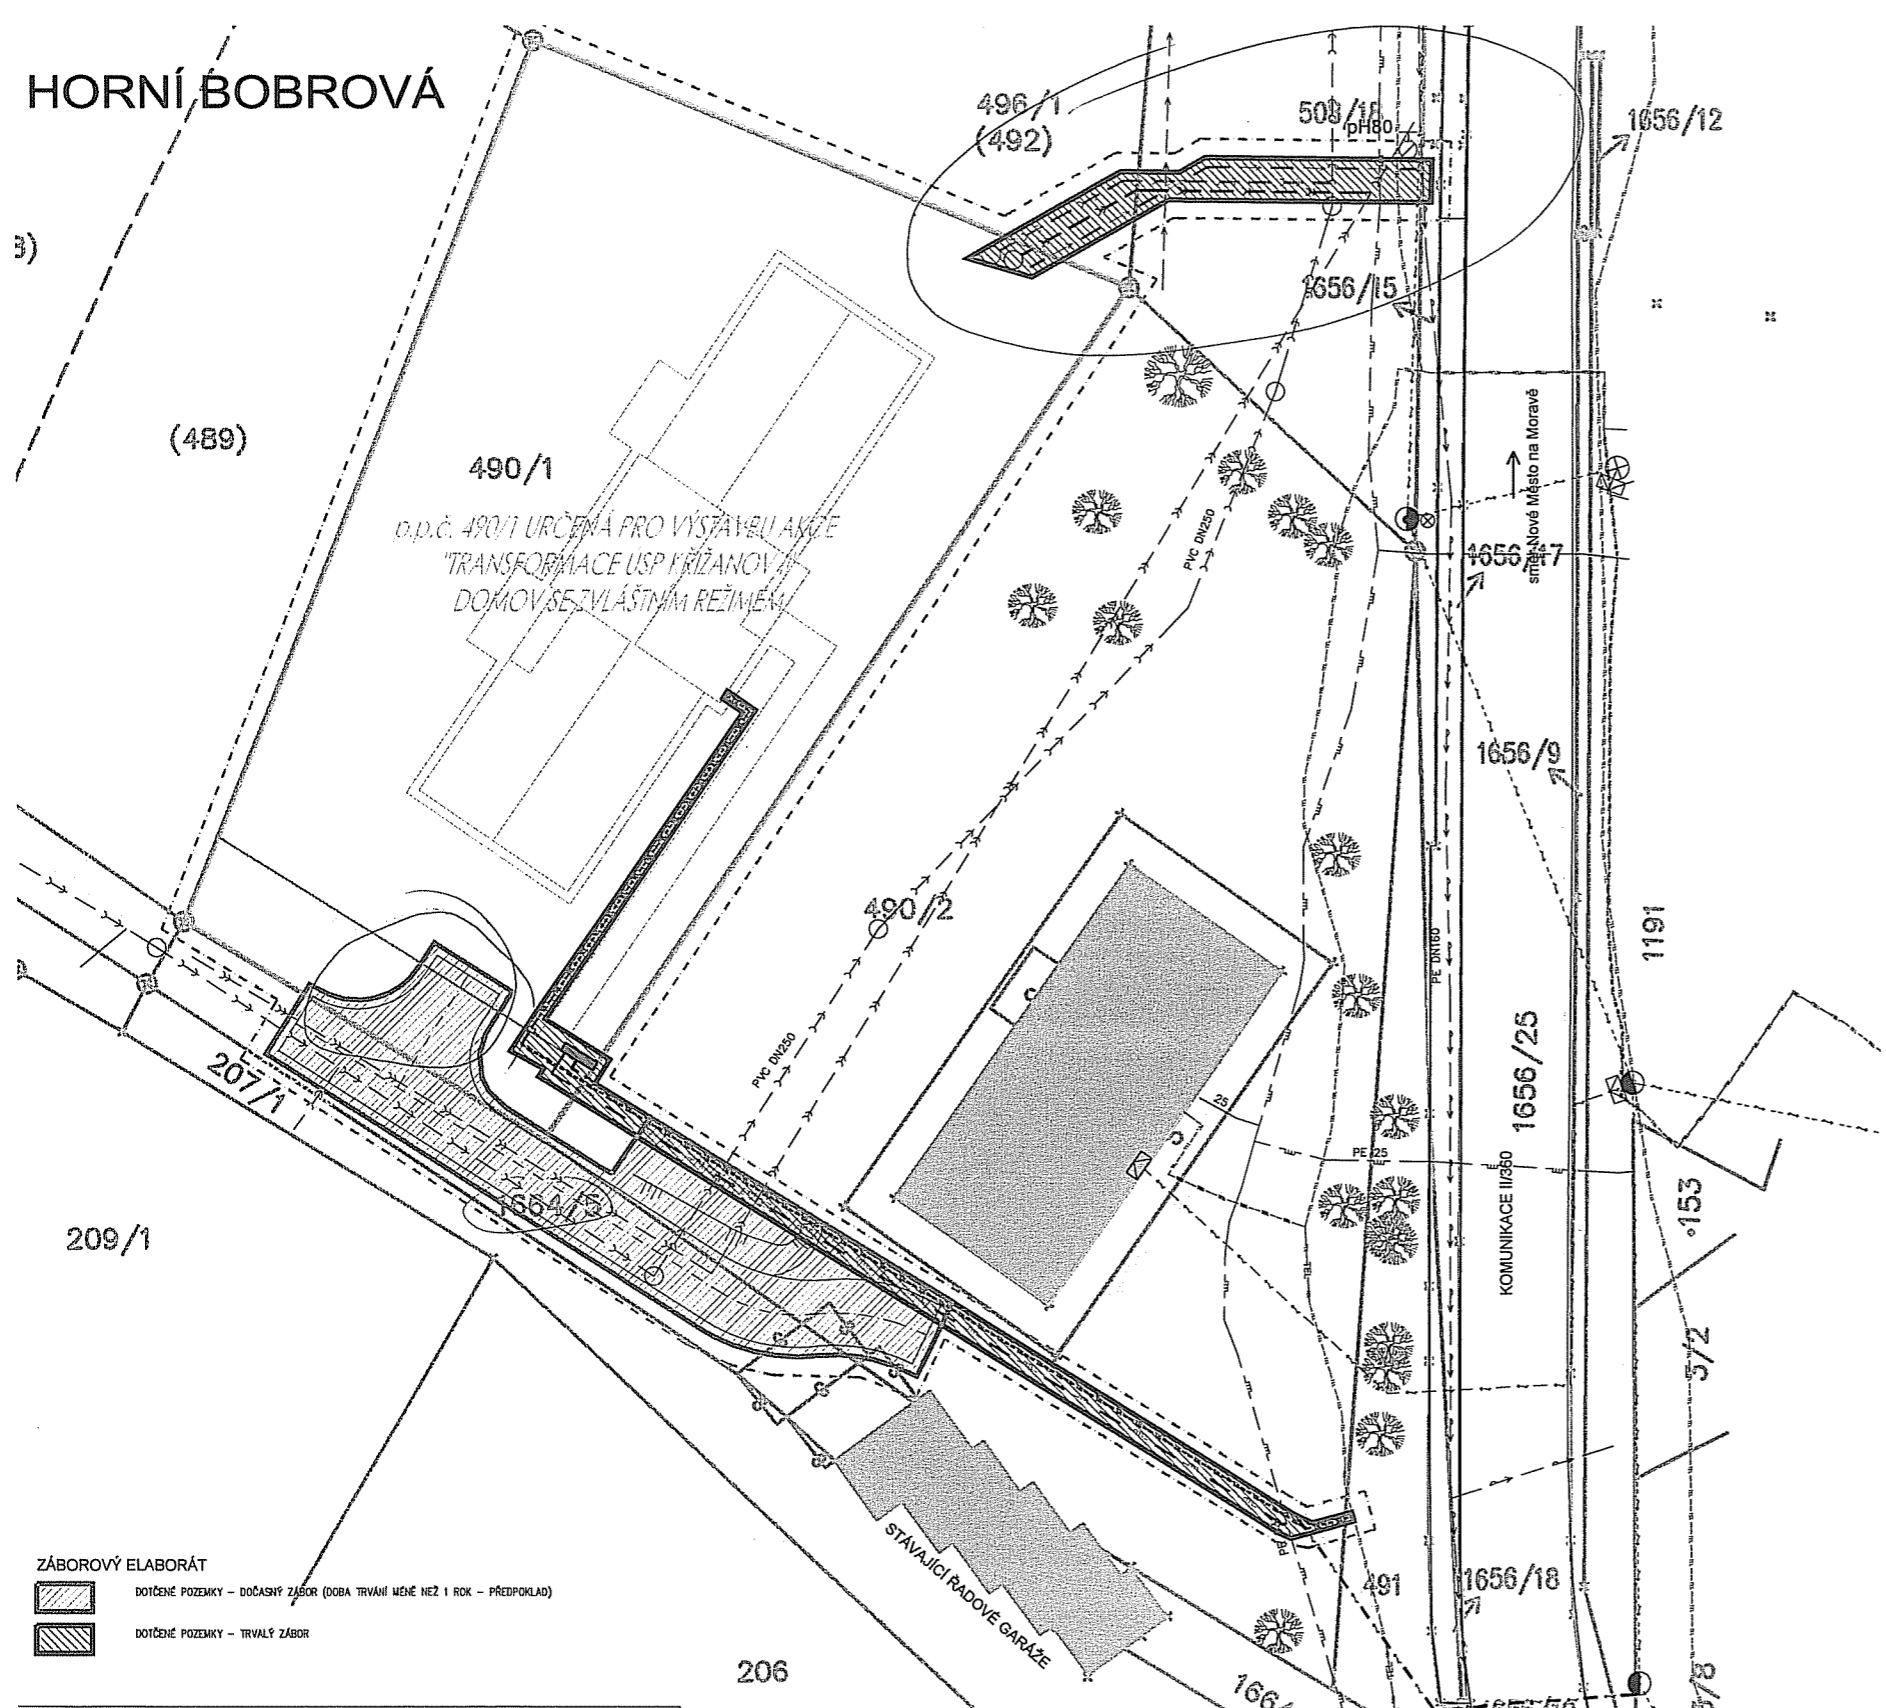 HORNÍ BOBROVÁ
496/1
(492)
508/18
pH80
1656/12
1656/15
(489)
490/1
p.p.č. 490/1 URČENÁ PRO VÝSTAVBU AKCE
"TRANSFORMACE ÚSP KŘIŽANOV
DOMOV SE ZVLÁŠTNÍM REŽIMEM
směr Nové Město na Moravě
PVC DN250
1656/17
1656/9
490/2
1191
PE DN160
1656/25
PVC DN250
207/1
25
PE 25
KOMUNIKACE II/360
153
1664/5
209/1
5/2
STÁVAJÍCÍ ŘADOVÉ GARÁŽE
491
1656/18
ZÁBOROVÝ ELABORÁT
DOTČENÉ POZEMKY – DOČASNÝ ZÁBOR (DOBA TRVÁNÍ MÉNĚ NEŽ 1 ROK – PŘEDPOKLAD)
DOTČENÉ POZEMKY – TRVALÝ ZÁBOR
206